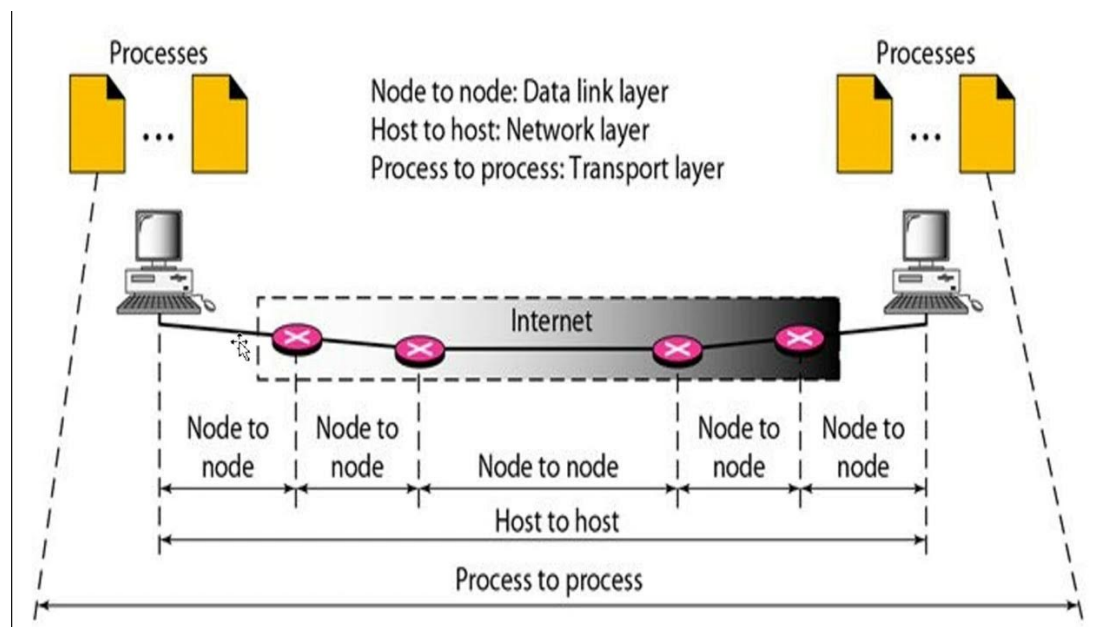 Processes
Processes
Node to node: Data link layer
Host to host: Network layer
Process to process: Transport layer
Internet
Node to
node
Node to
node
Node to node
Node to
node
Node to
node
Host to host
Process to process